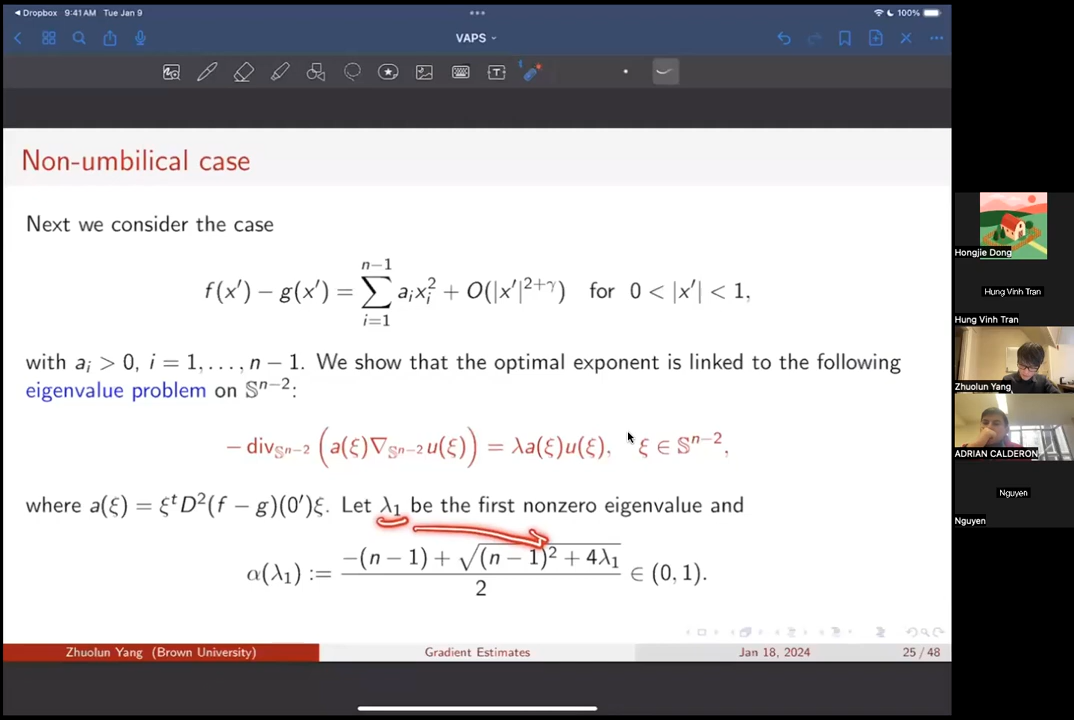 Dropbox 9:41 AM Tue Jan 9
100%
VAPS
Non-umbilical case
Next we consider the case
f(x′) − g(x′) = ∑_{i=1}^{n−1} a_i x_i^2 + O(|x′|^{2+γ}) for 0 < |x′| < 1,
with a_i > 0, i = 1, . . . , n − 1. We show that the optimal exponent is linked to the following
eigenvalue problem on 𝕊^{n−2}:
− div_{𝕊^{n−2}} (a(ξ)∇_{𝕊^{n−2}} u(ξ)) = λa(ξ)u(ξ), ξ ∈ 𝕊^{n−2},
where a(ξ) = ξ^t D^2(f − g)(0′)ξ. Let λ_1 be the first nonzero eigenvalue and
α(λ_1) := (−(n − 1) + √((n − 1)^2 + 4λ_1)) / 2 ∈ (0, 1).
Zhuolun Yang (Brown University) Gradient Estimates Jan 18, 2024 25 / 48
Hongjie Dong
Hung Vinh Tran
Hung Vinh Tran
Zhuolun Yang
ADRIAN CALDERON
Nguyen
Nguyen